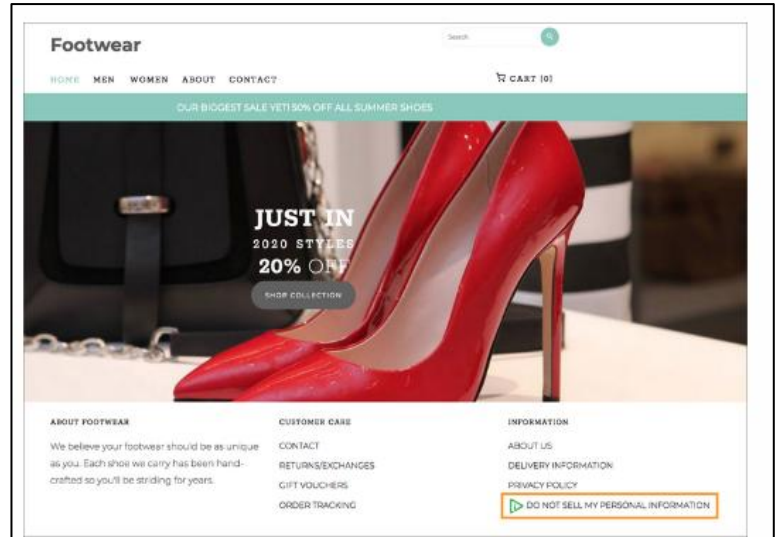 Footwear
Search
HOME MEN WOMEN ABOUT CONTACT
CART (0)
OUR BIGGEST SALE YET! 50% OFF ALL SUMMER SHOES
JUST IN
2020 STYLES
20% OFF
SHOP COLLECTION
ABOUT FOOTWEAR
We believe your footwear should be as unique
as you. Each shoe we carry has been hand-
crafted so you'll be striding for years.
CUSTOMER CARE
CONTACT
RETURNS/EXCHANGES
GIFT VOUCHERS
ORDER TRACKING
INFORMATION
ABOUT US
DELIVERY INFORMATION
PRIVACY POLICY
DO NOT SELL MY PERSONAL INFORMATION